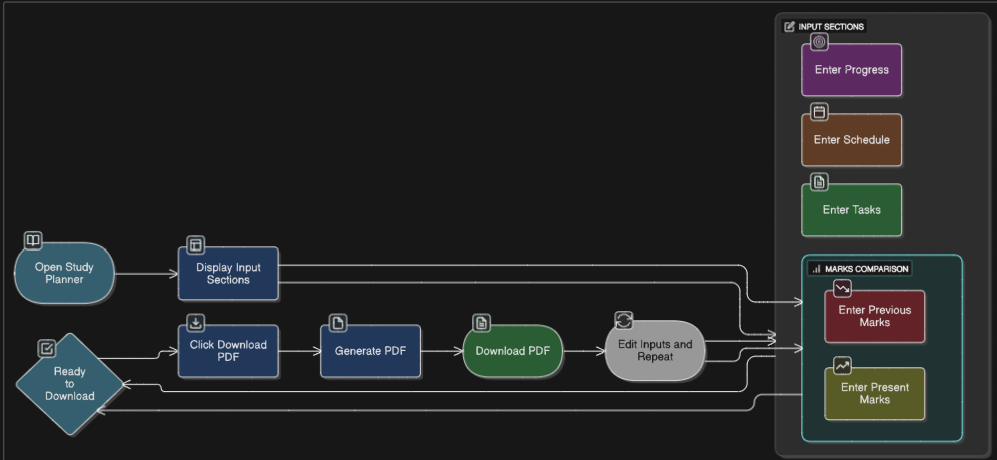 INPUT SECTIONS
Enter Progress
Enter Schedule
Enter Tasks
Open Study
Planner
Display Input
Sections
MARKS COMPARISON
Enter Previous
Marks
Ready
to
Download
Click Download
PDF
Generate PDF
Download PDF
Edit Inputs and
Repeat
Enter Present
Marks